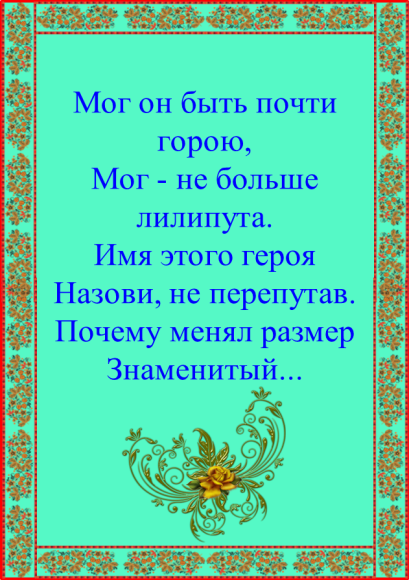 Мог он быть почти
горою,
Мог - не больше
лилипута.
Имя этого героя
Назови, не перепутав.
Почему менял размер
Знаменитый...